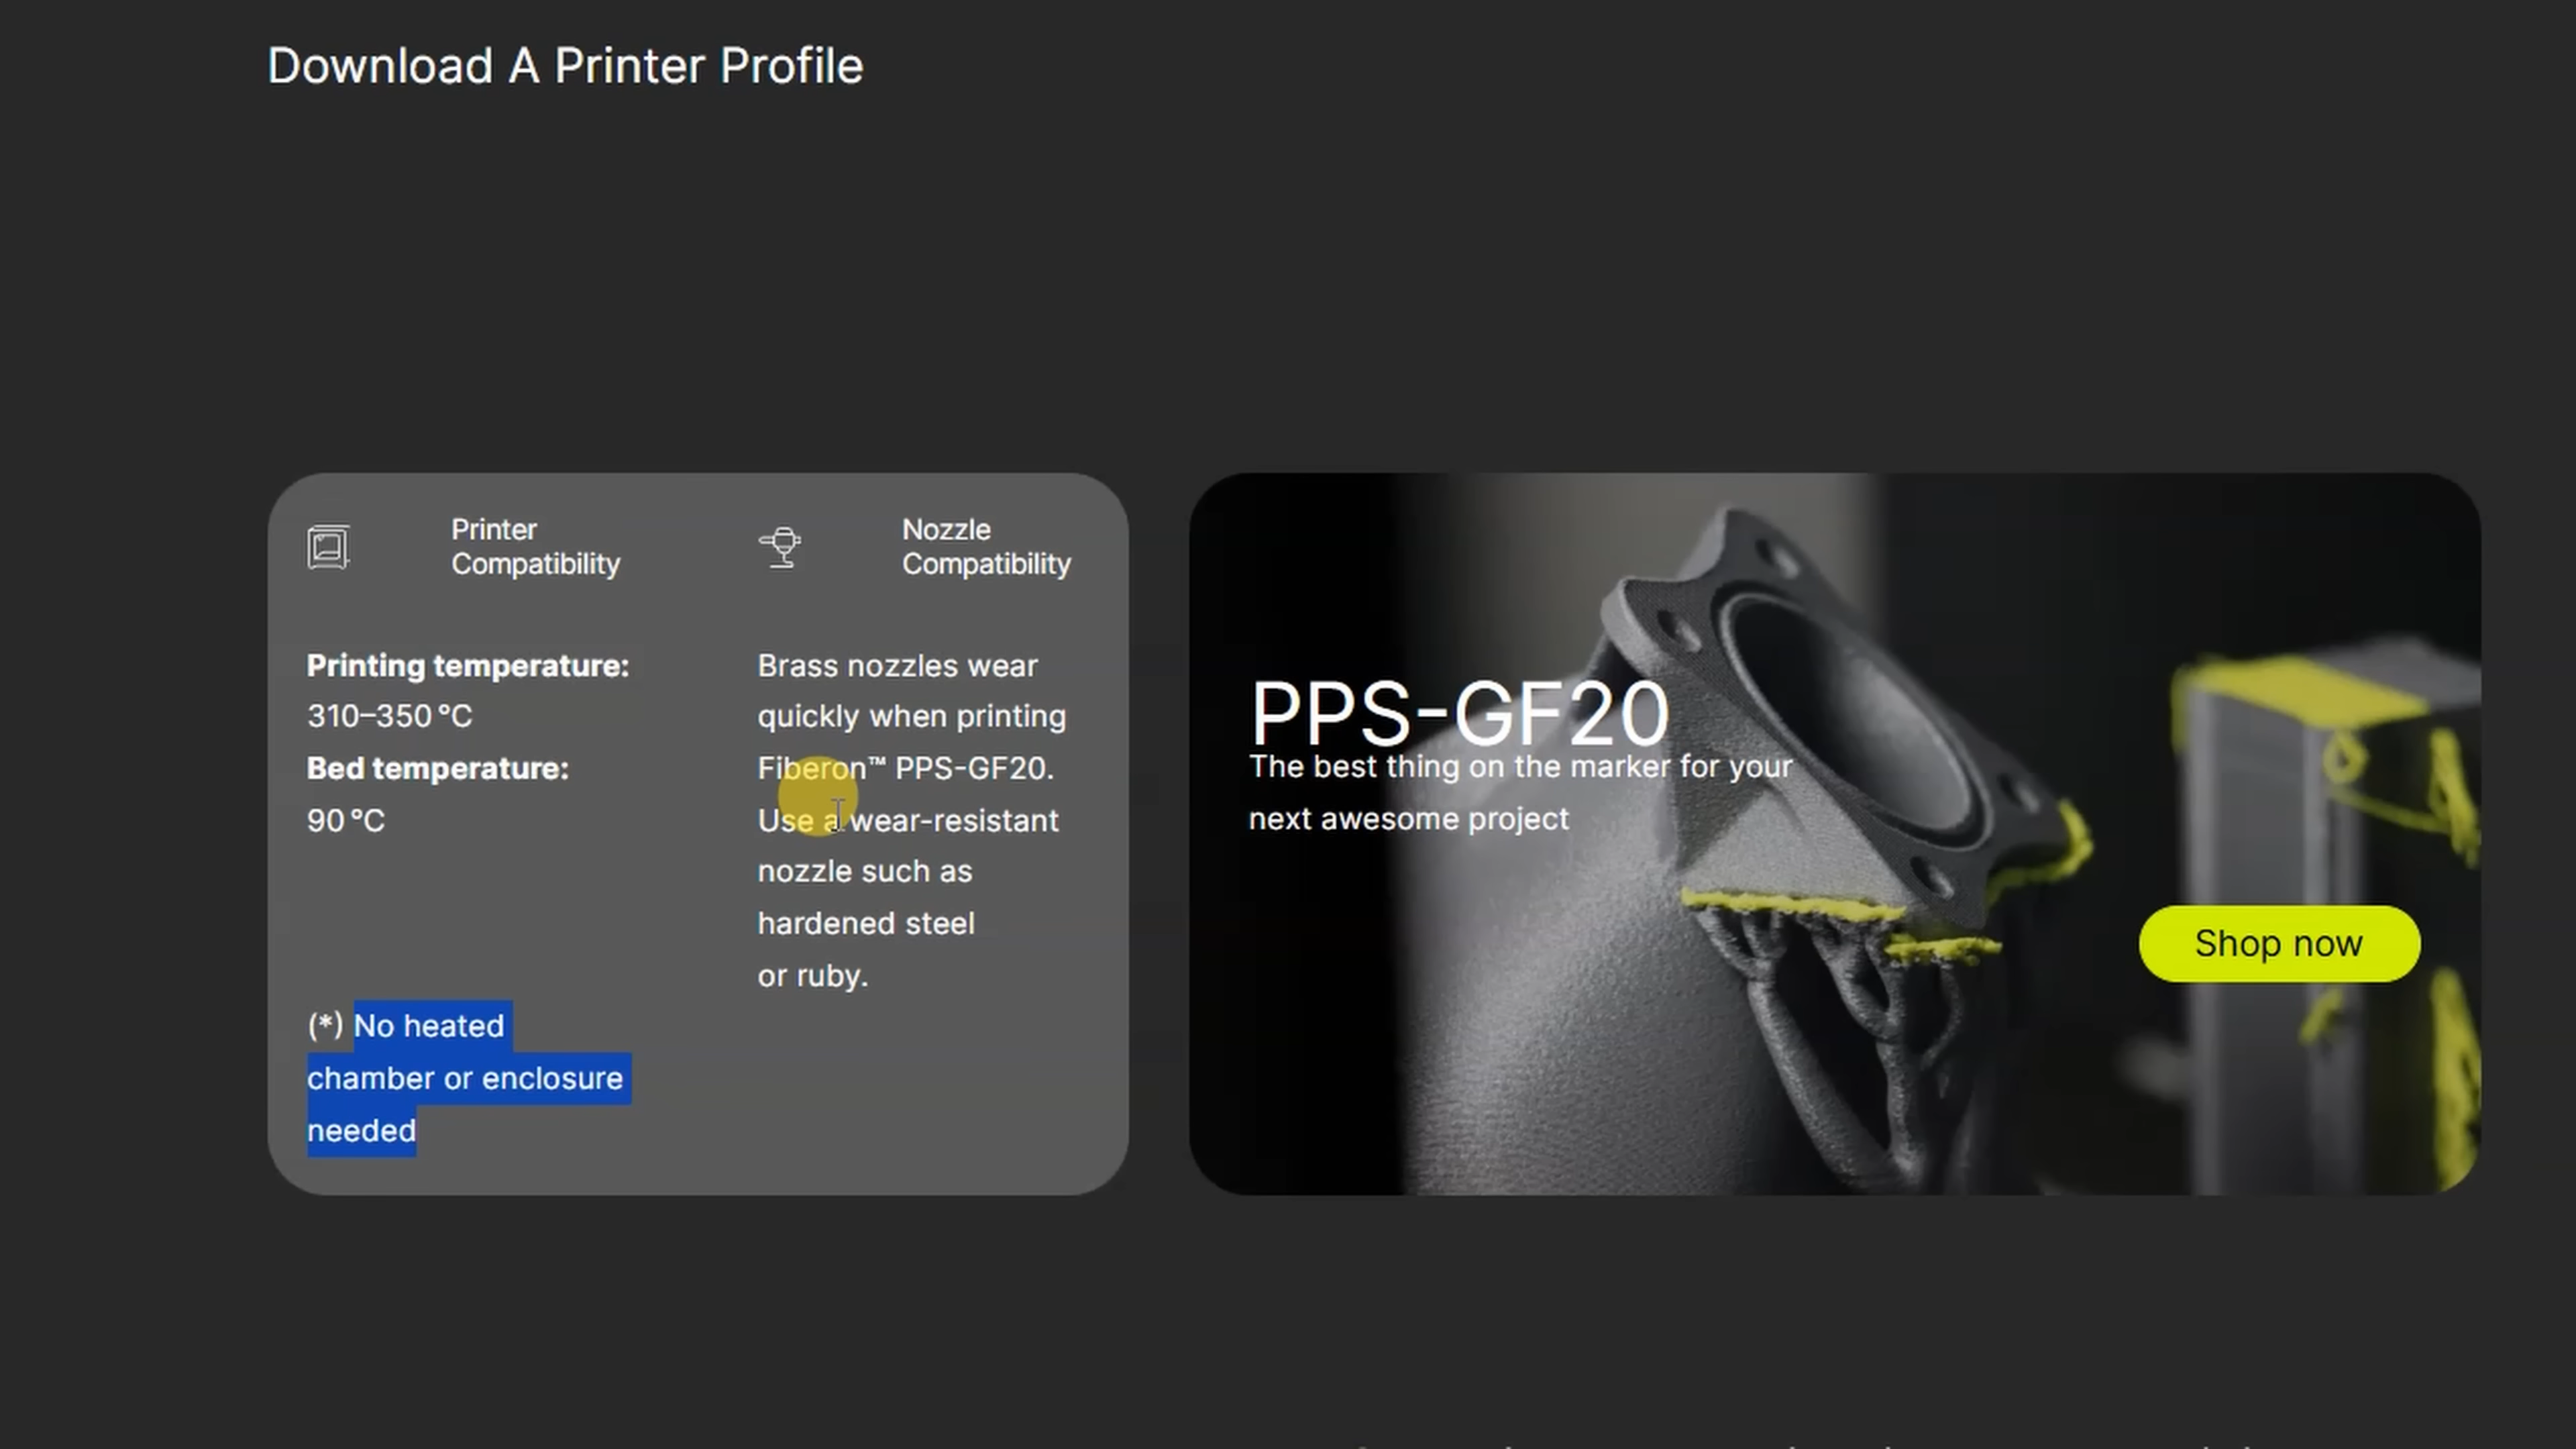 Download A Printer Profile
Printer
Compatibility
Printing temperature:
310–350 °C
Bed temperature:
90 °C
(*) No heated
chamber or enclosure
needed
Nozzle
Compatibility
Brass nozzles wear
quickly when printing
Fiberon™ PPS-GF20.
Use a wear-resistant
nozzle such as
hardened steel
or ruby.
PPS-GF20
The best thing on the marker for your
next awesome project
Shop now